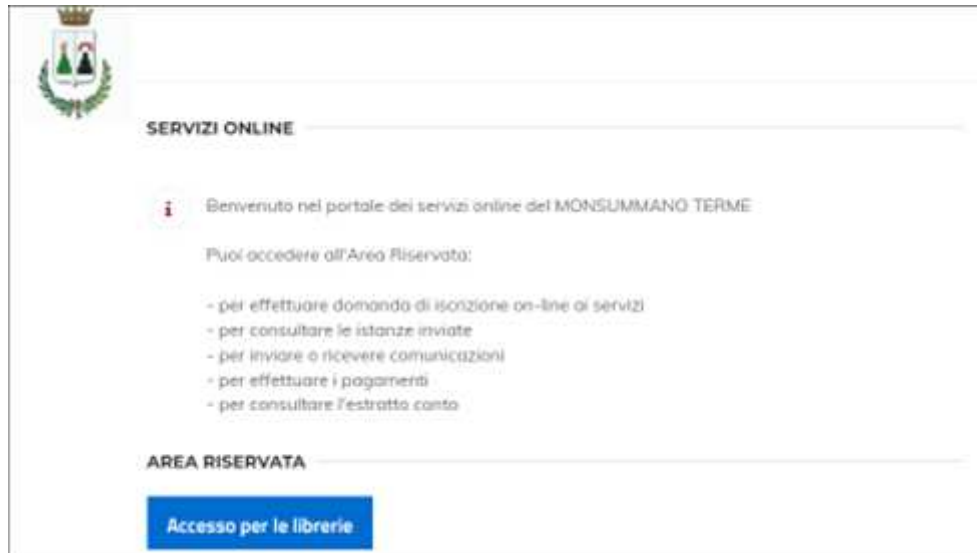 SERVIZI ONLINE
i
Benvenuto nel portale dei servizi online del MONSUMMANO TERME
Puoi accedere all'Area Riservata:
- per effettuare domanda di iscrizione on-line ai servizi
- per consultare le istanze inviate
- per inviare o ricevere comunicazioni
- per effettuare i pagamenti
- per consultare l'estratto conto
AREA RISERVATA
Accesso per le librerie